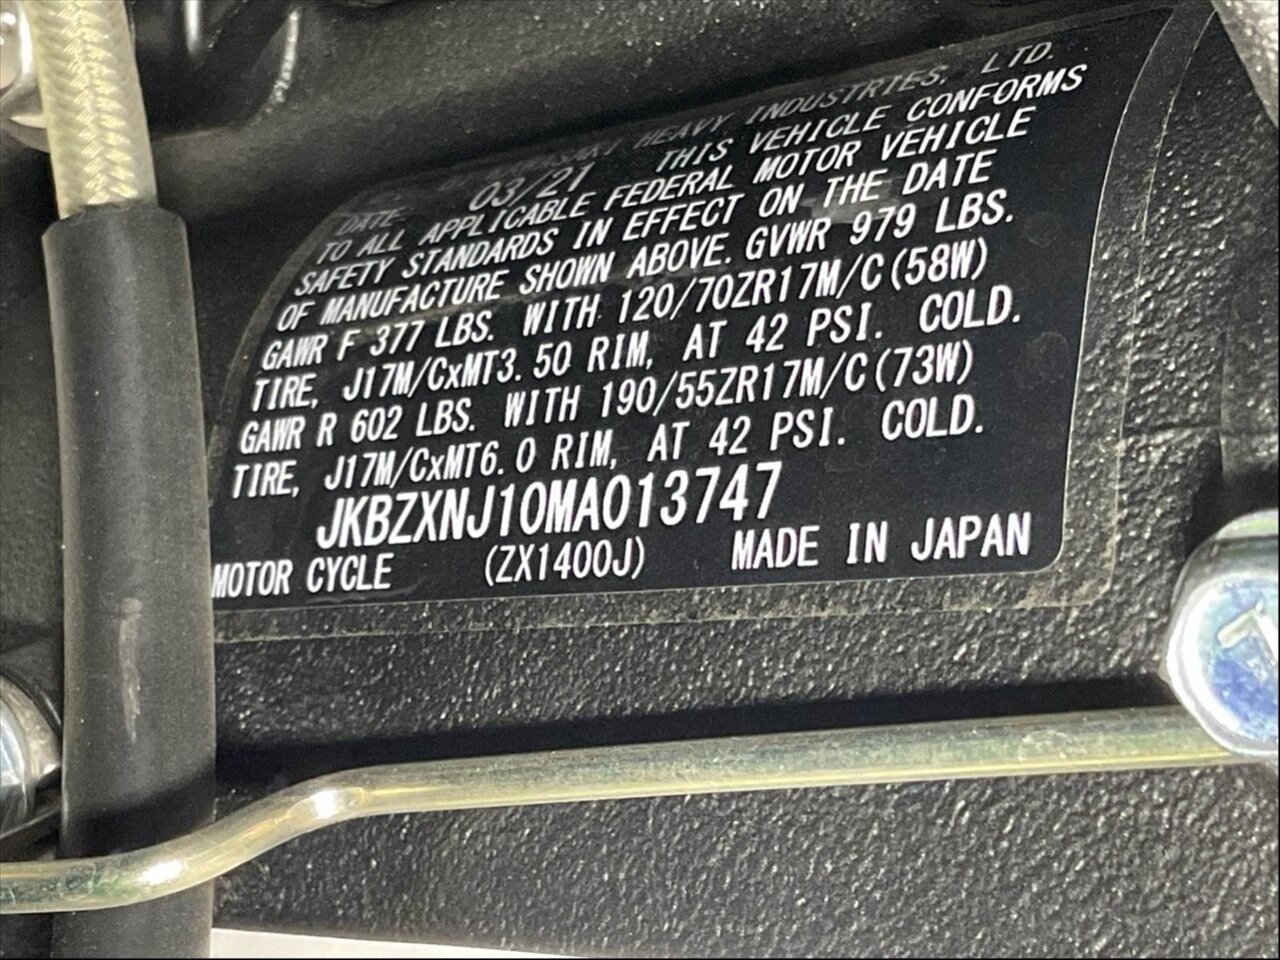 HEAVY INDUSTRIES, LTD.
DATE 03/21 THIS VEHICLE CONFORMS
TO ALL APPLICABLE FEDERAL MOTOR VEHICLE
SAFETY STANDARDS IN EFFECT ON THE DATE
OF MANUFACTURE SHOWN ABOVE. GVWR 979 LBS.
GAWR F 377 LBS. WITH 120/70ZR17M/C(58W)
TIRE, J17M/CxMT3.50 RIM, AT 42 PSI. COLD.
GAWR R 602 LBS. WITH 190/55ZR17M/C(73W)
TIRE, J17M/CxMT6.0 RIM, AT 42 PSI. COLD.
JKBZXNJ10MA013747
MOTOR CYCLE (ZX1400J) MADE IN JAPAN